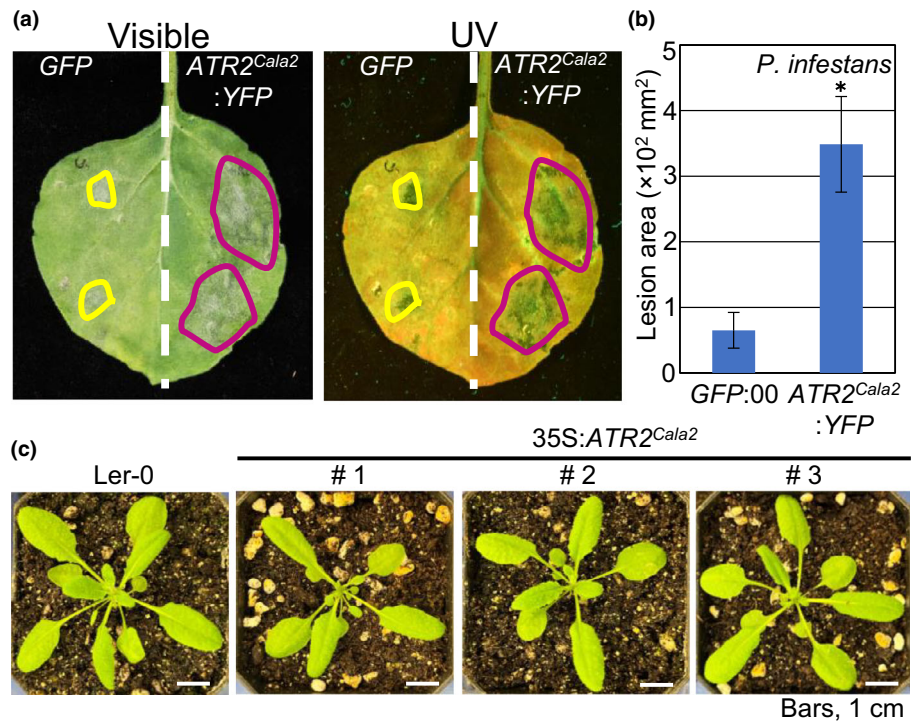 (a)
Visible
UV
GFP
ATR2Cala2
:YFP
GFP
ATR2Cala2
:YFP
(b)
5
4
3
2
1
0
Lesion area (×10² mm²)
P. infestans
*
GFP:00
ATR2Cala2
:YFP
(c)
35S:ATR2Cala2
Ler-0
# 1
# 2
# 3
Bars, 1 cm